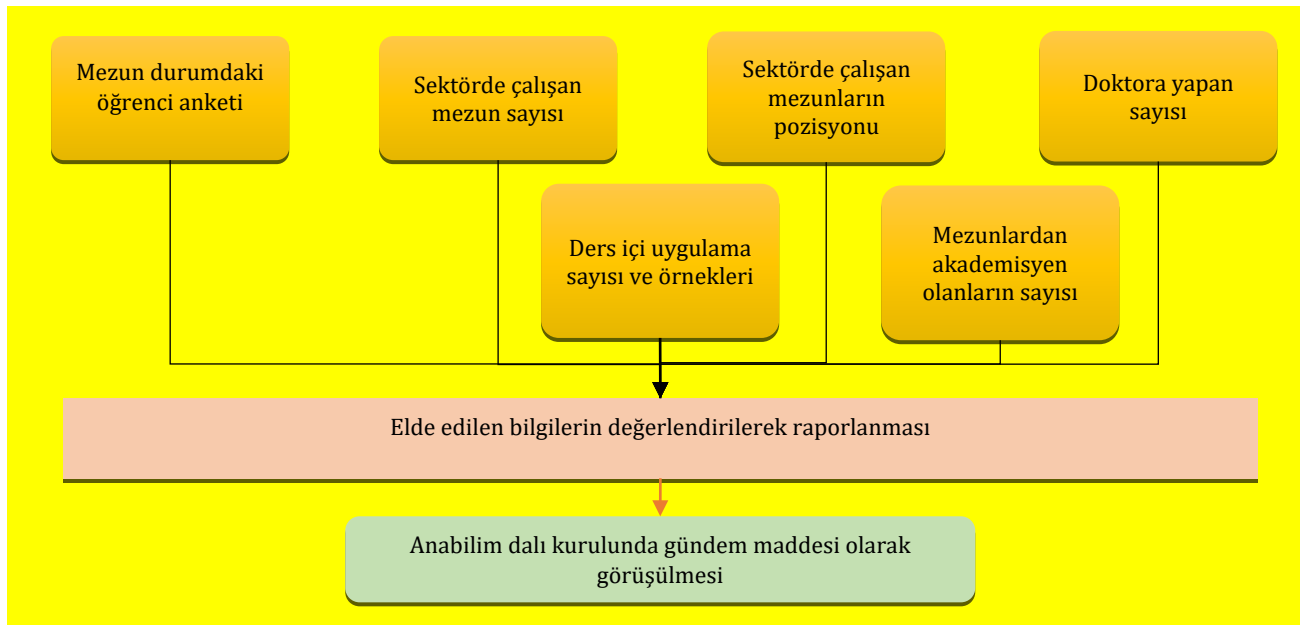 Mezun durumdaki
öğrenci anketi
Sektörde çalışan
mezun sayısı
Sektörde çalışan
mezunların
pozisyonu
Doktora yapan
sayısı
Ders içi uygulama
sayısı ve örnekleri
Mezunlardan
akademisyen
olanların sayısı
Elde edilen bilgilerin değerlendirilerek raporlanması
Anabilim dalı kurulunda gündem maddesi olarak
görüşülmesi